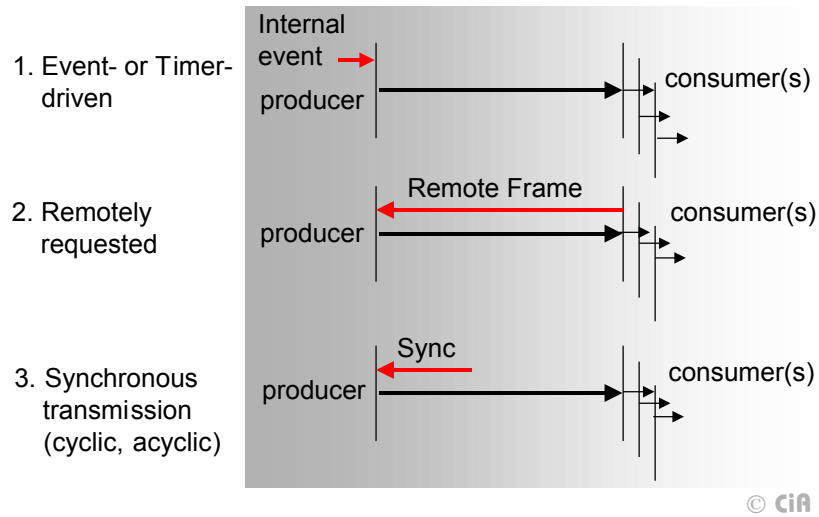 Internal
event
1. Event- or Timer-
driven
producer
consumer(s)
Remote Frame
2. Remotely
requested
producer
consumer(s)
Sync
3. Synchronous
transmission
(cyclic, acyclic)
producer
consumer(s)
© CiA